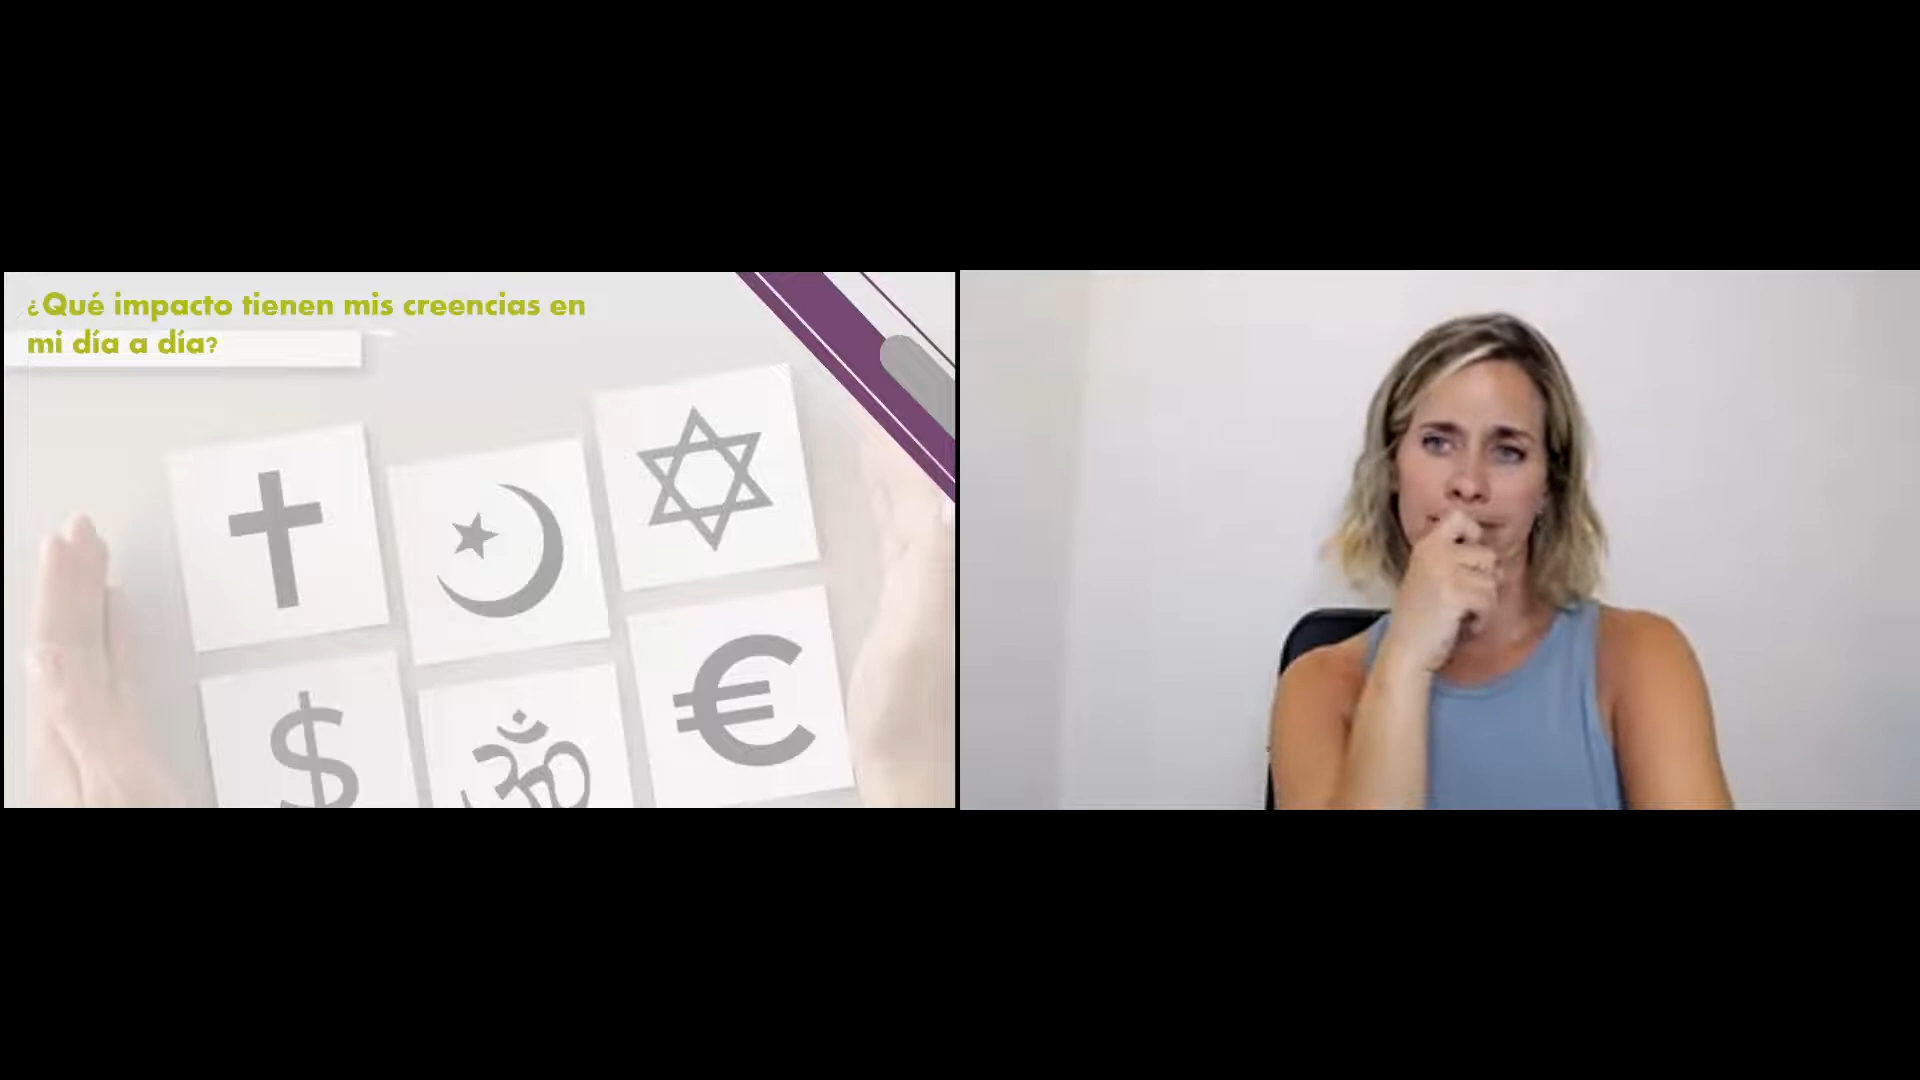 ¿Qué impacto tienen mis creencias en
mi día a día?
$
ॐ
€